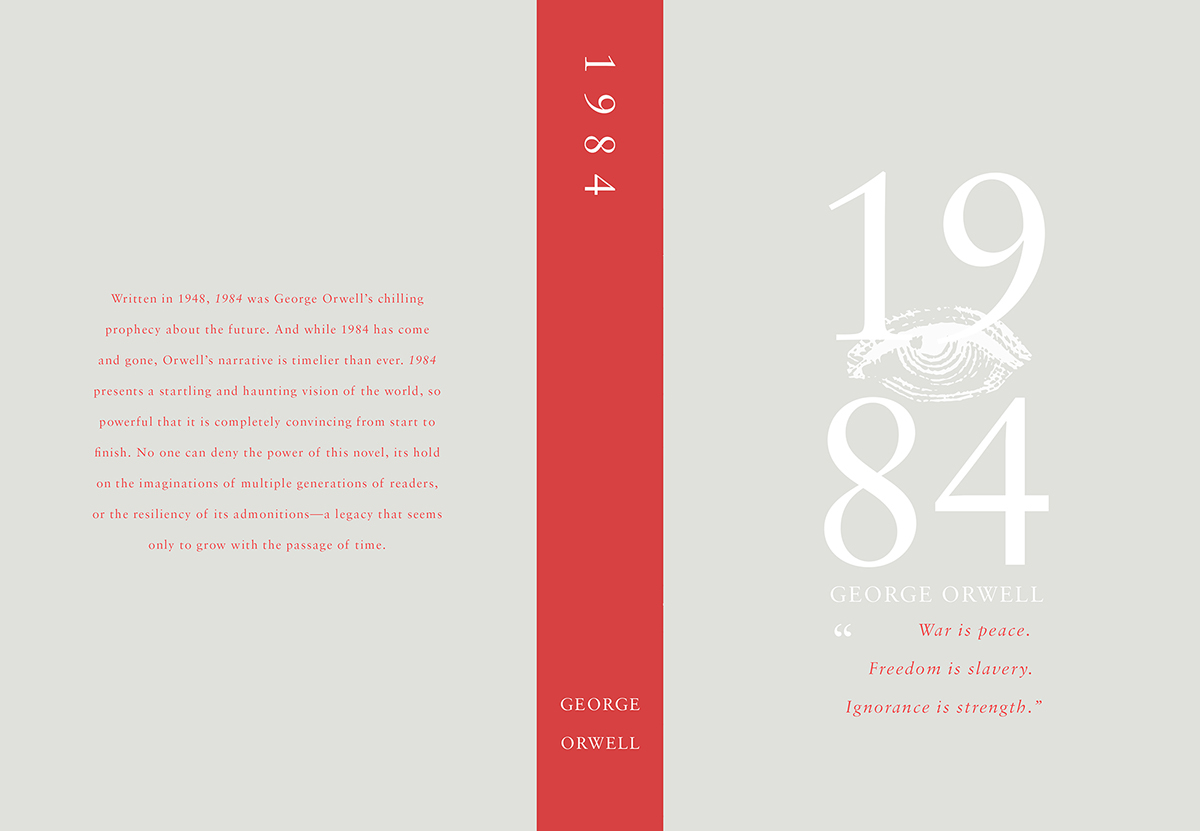 Written in 1948, 1984 was George Orwell’s chilling
prophecy about the future. And while 1984 has come
and gone, Orwell’s narrative is timelier than ever. 1984
presents a startling and haunting vision of the world, so
powerful that it is completely convincing from start to
finish. No one can deny the power of this novel, its hold
on the imaginations of multiple generations of readers,
or the resiliency of its admonitions—a legacy that seems
only to grow with the passage of time.
1984
GEORGE
ORWELL
19
84
GEORGE ORWELL
“ War is peace.
Freedom is slavery.
Ignorance is strength.”